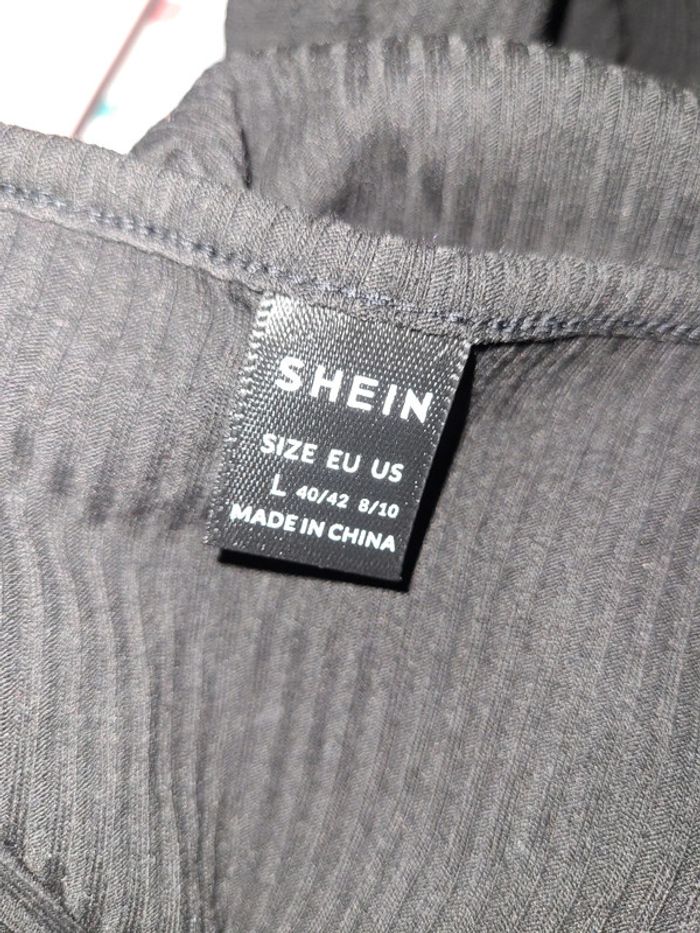 SHEIN
SIZE EU US
L 40/42 8/10
MADE IN CHINA